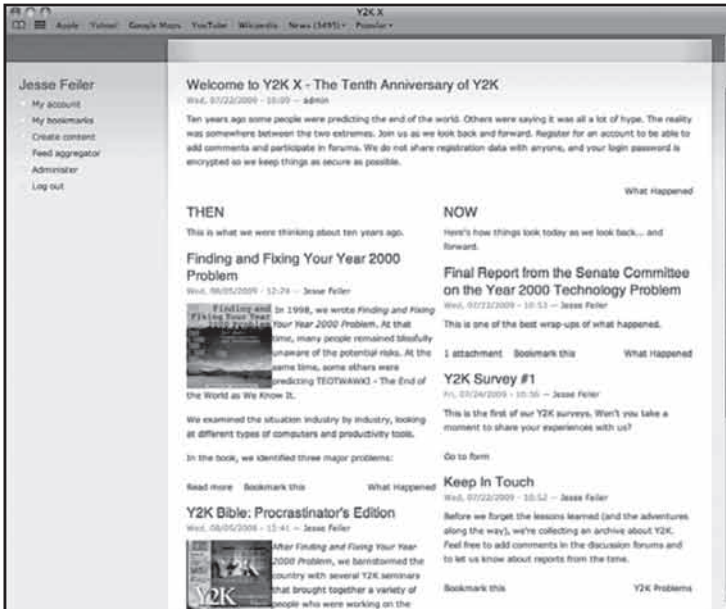 Y2K X
Apple Yahoo! Google Maps YouTube Wikipedia News (3495) Popular
Jesse Feiler
My account
My bookmarks
Create content
Feed aggregator
Administer
Log out
Welcome to Y2K X - The Tenth Anniversary of Y2K
Wed, 07/22/2009 - 10:09 — admin
Ten years ago some people were predicting the end of the world. Others were saying it was all a lot of hype. The reality
was somewhere between the two extremes. Join us as we look back and forward. Register for an account to be able to
add comments and participate in forums. We do not share registration data with anyone, and your login password is
encrypted so we keep things as secure as possible.
What Happened
THEN
This is what we were thinking about ten years ago.
Finding and Fixing Your Year 2000
Problem
Wed, 08/05/2009 - 12:24 — Jesse Feiler
Finding and
Fixing Your Year
2000 Problem
In 1998, we wrote Finding and Fixing
Your Year 2000 Problem. At that
time, many people remained blissfully
unaware of the potential risks. At the
same time, some others were
predicting TEOTWAWKI - The End of
the World as We Know It.
We examined the situation industry by industry, looking
at different types of computers and productivity tools.
In the book, we identified three major problems:
Read more Bookmark this What Happened
Y2K Bible: Procrastinator's Edition
Wed, 08/05/2009 - 12:41 — Jesse Feiler
Y2K
After Finding and Fixing Your Year
2000 Problem, we barnstormed the
country with several Y2K seminars
that brought together a variety of
people who were working on the
NOW
Here's how things look today as we look back... and
forward.
Final Report from the Senate Committee
on the Year 2000 Technology Problem
Wed, 07/22/2009 - 10:53 — Jesse Feiler
This is one of the best wrap-ups of what happened.
1 attachment Bookmark this What Happened
Y2K Survey #1
Fri, 07/24/2009 - 10:56 — Jesse Feiler
This is the first of our Y2K surveys. Won't you take a
moment to share your experiences with us?
Go to form
Keep In Touch
Wed, 07/22/2009 - 10:52 — Jesse Feiler
Before we forget the lessons learned (and the adventures
along the way), we're collecting an archive about Y2K.
Feel free to add comments in the discussion forums and
to let us know about reports from the time.
Bookmark this Y2K Problems